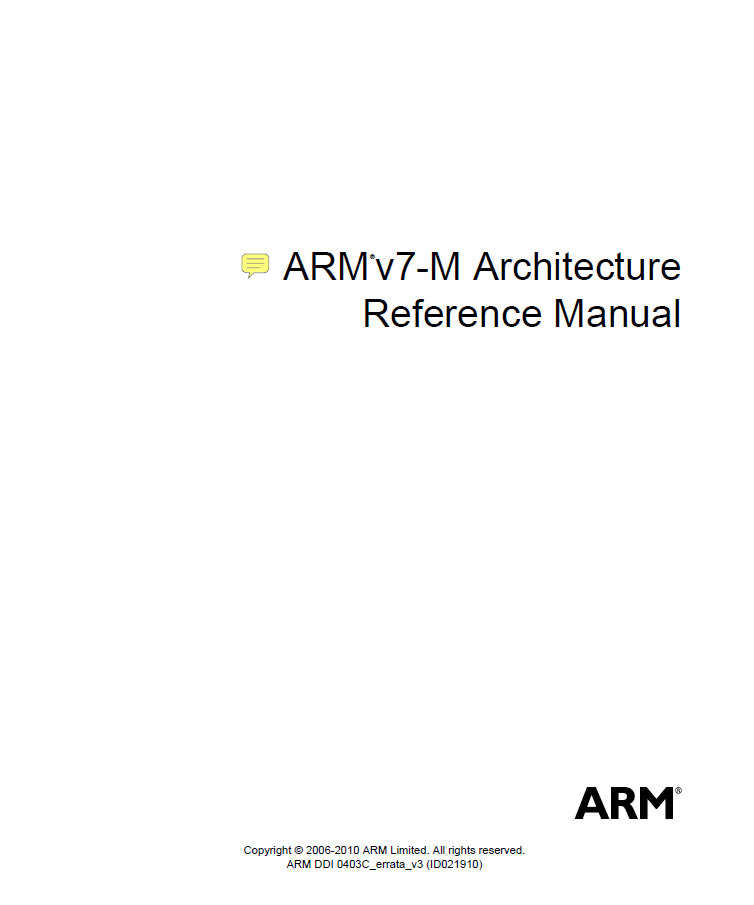 ARM®v7-M Architecture
Reference Manual
ARM®
Copyright © 2006-2010 ARM Limited. All rights reserved.
ARM DDI 0403C_errata_v3 (ID021910)